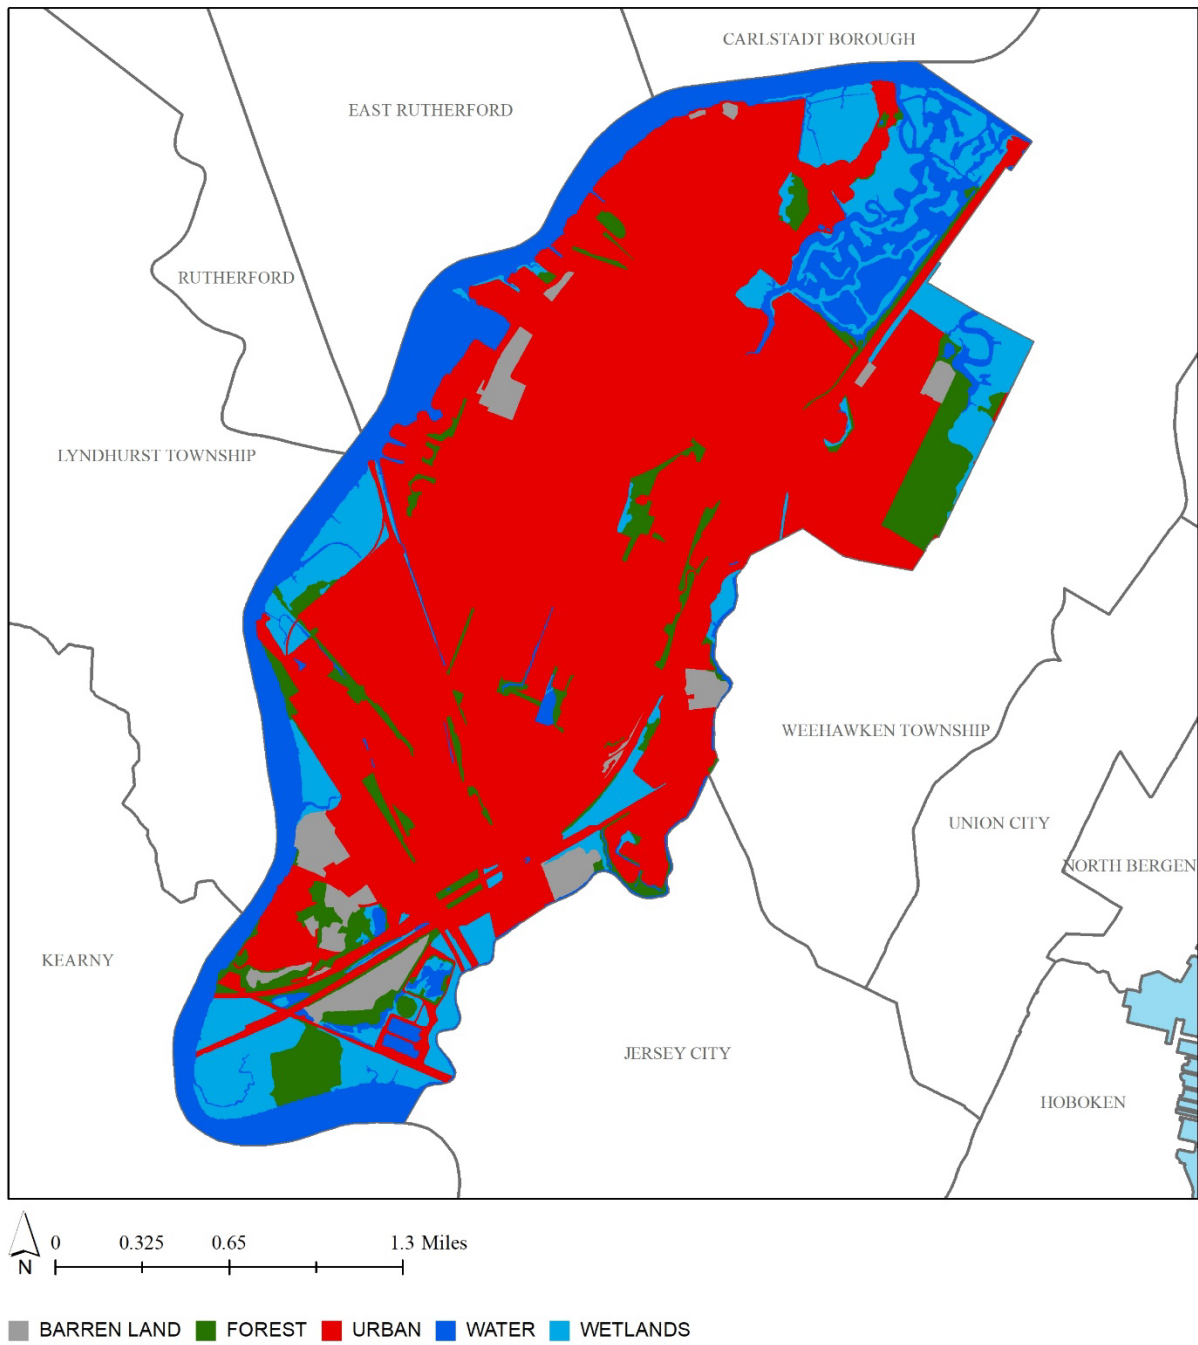 CARLSTADT BOROUGH
EAST RUTHERFORD
RUTHERFORD
LYNDHURST TOWNSHIP
WEEHAWKEN TOWNSHIP
UNION CITY
NORTH BERGEN
KEARNY
JERSEY CITY
HOBOKEN
0 0.325 0.65 1.3 Miles
N
BARREN LAND FOREST URBAN WATER WETLANDS